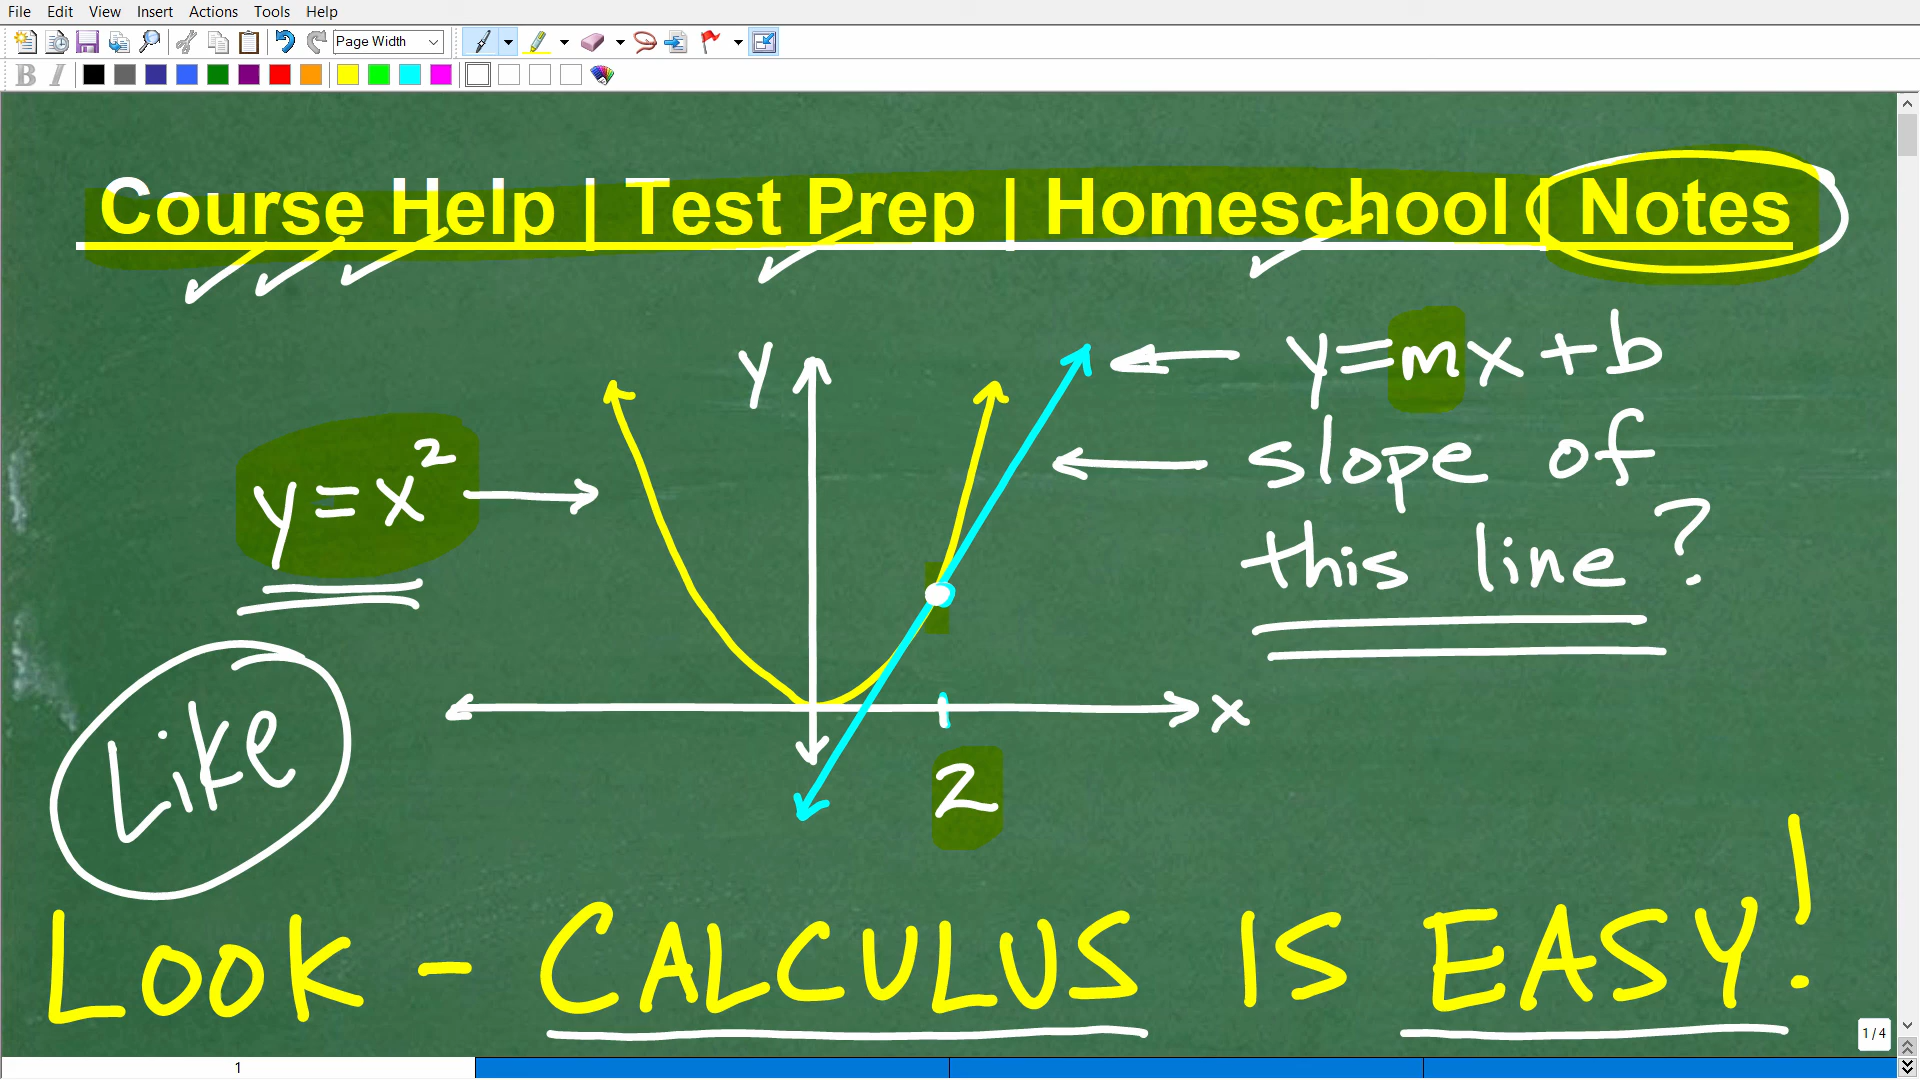 File Edit View Insert Actions Tools Help
Page Width
B I
Course Help | Test Prep | Homeschool | Notes
y
y=mx+b
y=x²
slope of
this line?
x
Like
2
LOOK - CALCULUS IS EASY!
1 / 4
1